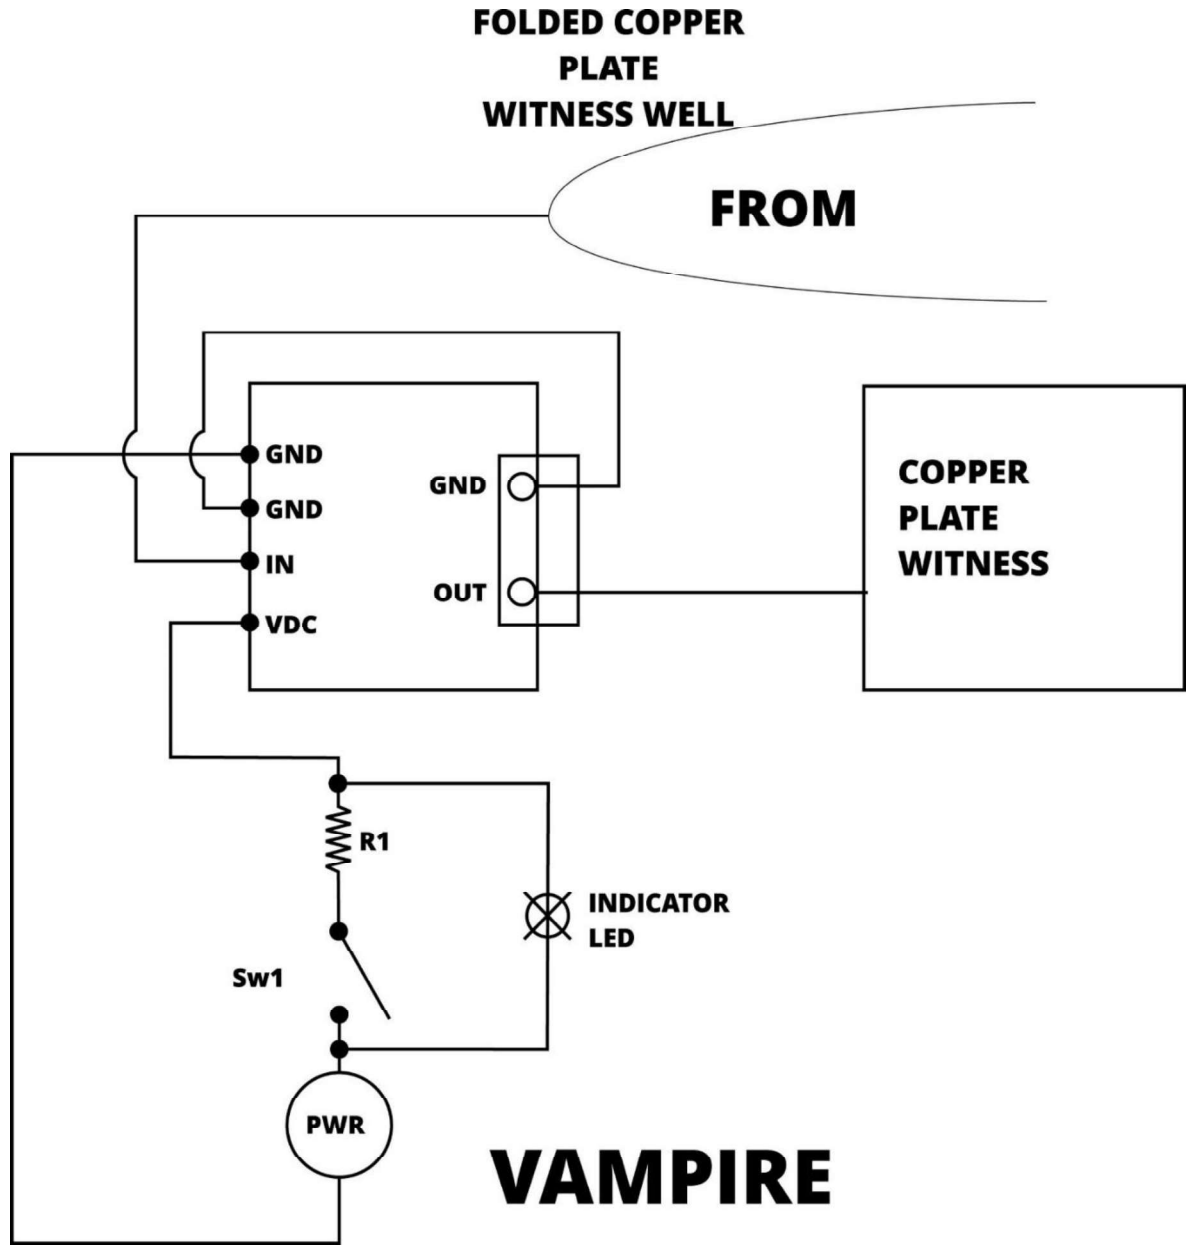 FOLDED COPPER
PLATE
WITNESS WELL
FROM
GND
GND
IN
VDC
GND
OUT
COPPER
PLATE
WITNESS
R1
INDICATOR
LED
Sw1
PWR
VAMPIRE